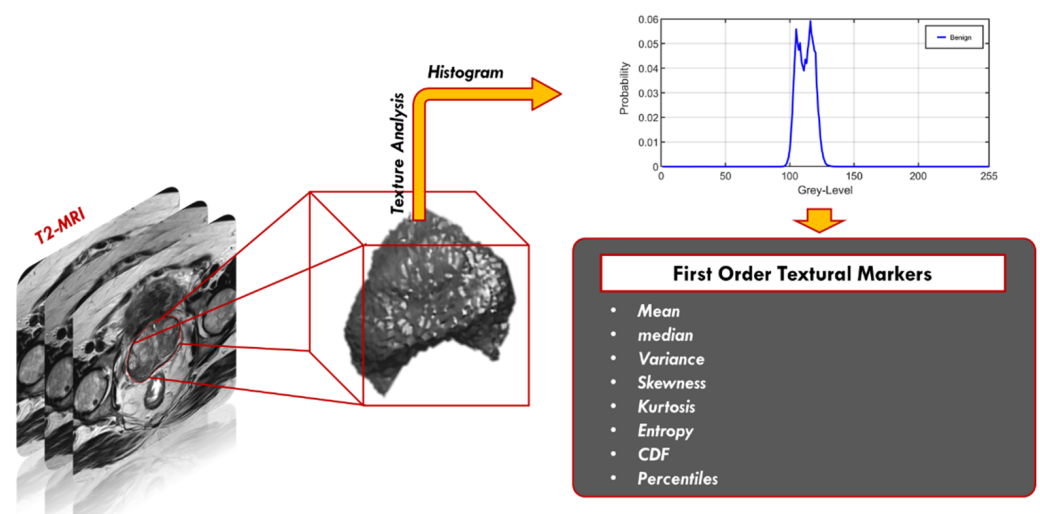 T2-MRI
Texture Analysis
Histogram
Probability
0.06
0.05
0.04
0.03
0.02
0.01
0
0
50
100
150
200
255
Grey-Level
Benign
First Order Textural Markers
• Mean
• median
• Variance
• Skewness
• Kurtosis
• Entropy
• CDF
• Percentiles